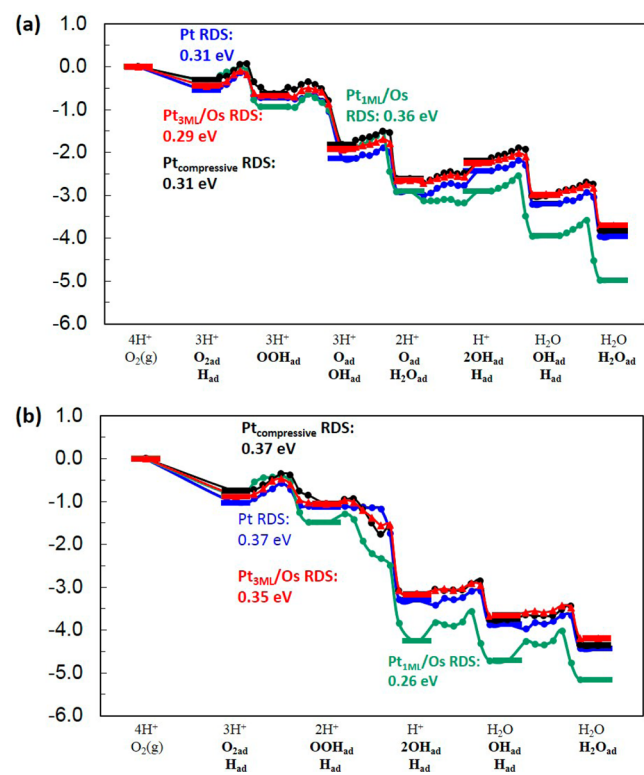 (a)
1.0
0.0
-1.0
-2.0
-3.0
-4.0
-5.0
-6.0
Pt RDS:
0.31 eV
Pt3ML/Os RDS:
0.29 eV
Ptcompressive RDS:
0.31 eV
Pt1ML/Os
RDS: 0.36 eV
4H⁺ 3H⁺ 3H⁺ 3H⁺ 2H⁺ H⁺ H₂O H₂O
O₂(g) O₂ad OOHad Oad Oad 2OHad OHad H₂Oad
Had OHad H₂Oad Had Had
(b)
1.0
0.0
-1.0
-2.0
-3.0
-4.0
-5.0
-6.0
Ptcompressive RDS:
0.37 eV
Pt RDS:
0.37 eV
Pt3ML/Os RDS:
0.35 eV
Pt1ML/Os RDS:
0.26 eV
4H⁺ 3H⁺ 2H⁺ H⁺ H₂O H₂O
O₂(g) O₂ad OOHad 2OHad OHad H₂Oad
Had Had Had Had